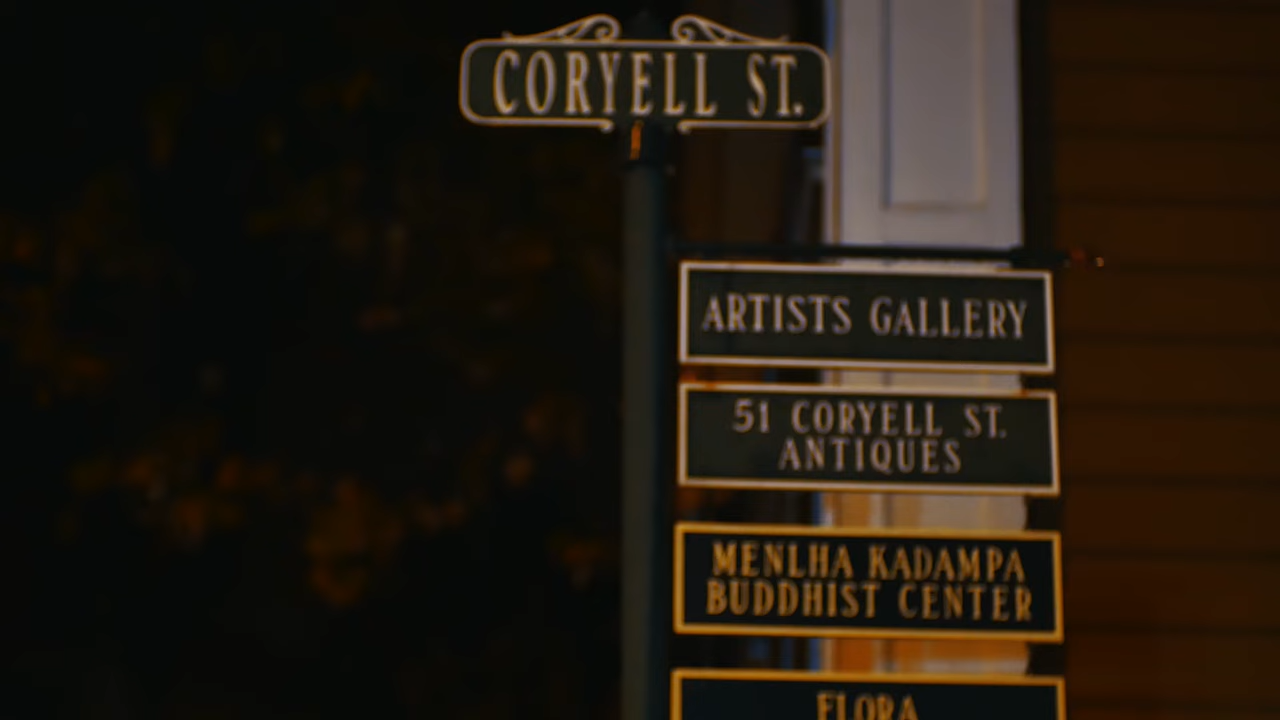 CORYELL ST.
ARTISTS GALLERY
51 CORYELL ST.
ANTIQUES
MENLHA KADAMPA
BUDDHIST CENTER
FLORA